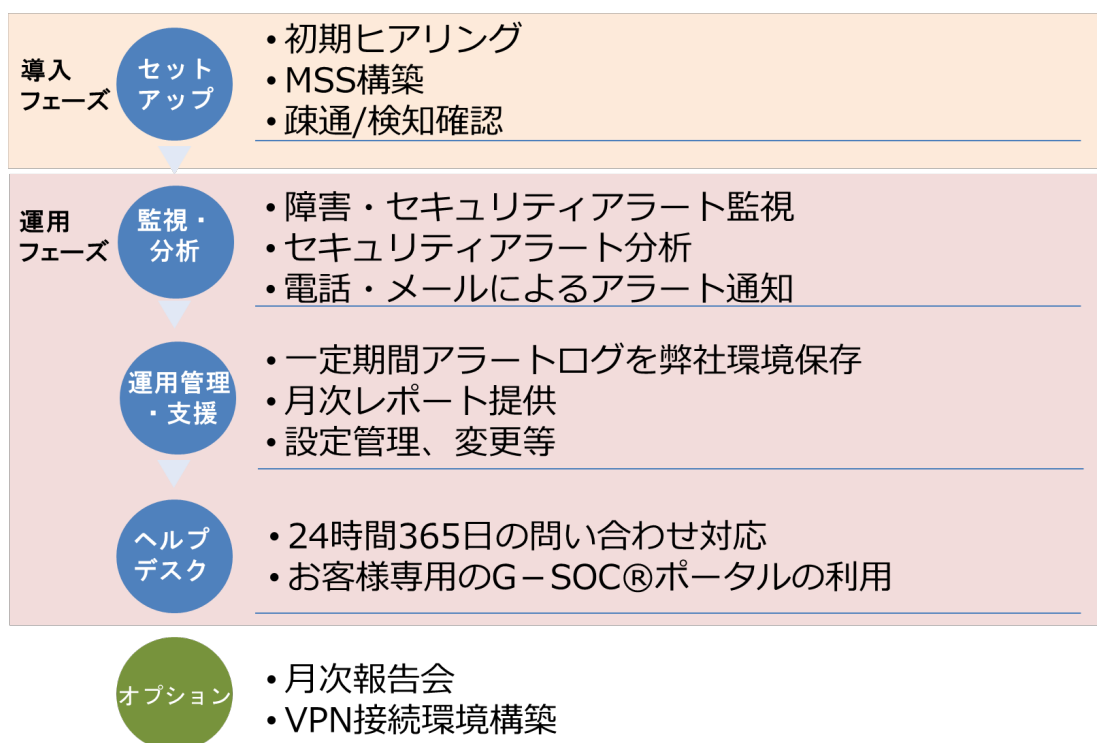 導入
フェーズ
セット
アップ
• 初期ヒアリング
• MSS構築
• 疎通/検知確認
運用
フェーズ
監視・
分析
• 障害・セキュリティアラート監視
• セキュリティアラート分析
• 電話・メールによるアラート通知
運用管理
・支援
• 一定期間アラートログを弊社環境保存
• 月次レポート提供
• 設定管理、変更等
ヘルプ
デスク
• 24時間365日の問い合わせ対応
• お客様専用のG－SOC®ポータルの利用
オプション
• 月次報告会
• VPN接続環境構築